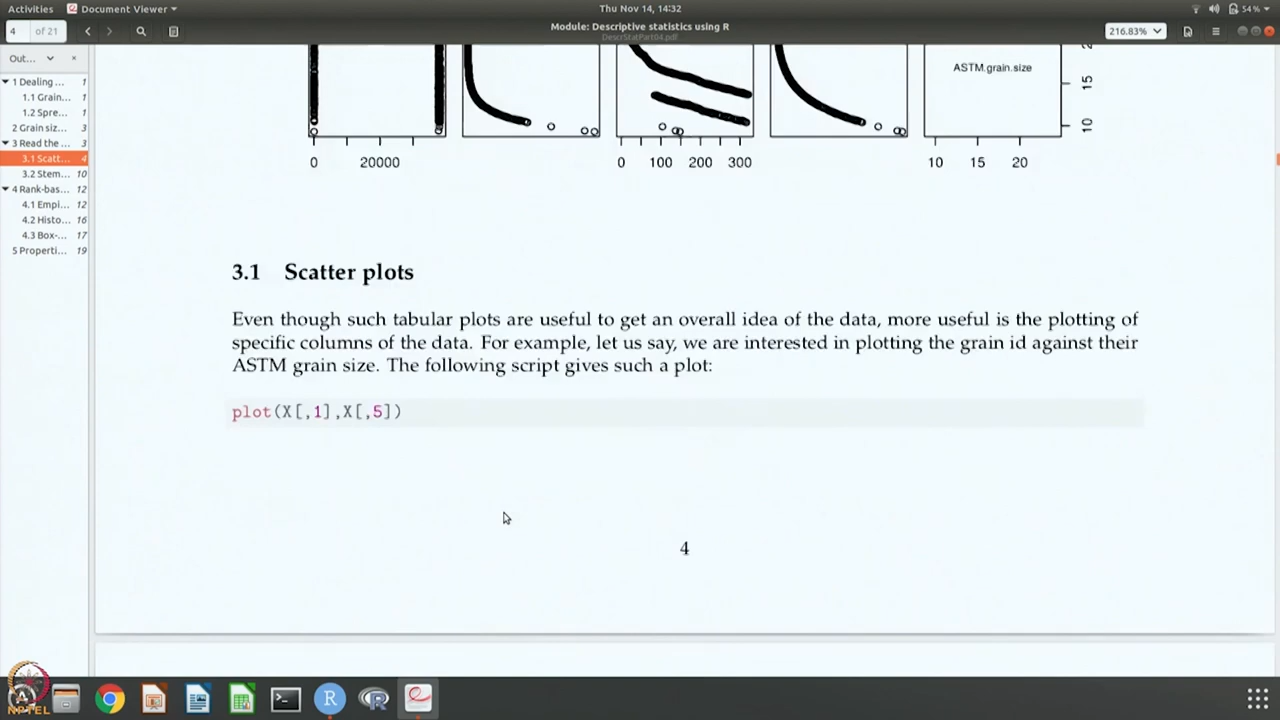 Activities Document Viewer Thu Nov 14, 14:32 54%
4 of 21 Module: Descriptive statistics using R 216.83%
DescrStatPart04.pdf
Out...
1 Dealing ... 1
1.1 Grain... 1
1.2 Spre... 1
2 Grain siz... 3
3 Read the ... 3
3.1 Scatt... 4
3.2 Stem... 10
4 Rank-bas... 12
4.1 Empi... 12
4.2 Histo... 16
4.3 Box-... 17
5 Properti... 19
ASTM.grain.size
15
10
0 20000 0 100 200 300 10 15 20
3.1 Scatter plots
Even though such tabular plots are useful to get an overall idea of the data, more useful is the plotting of
specific columns of the data. For example, let us say, we are interested in plotting the grain id against their
ASTM grain size. The following script gives such a plot:
plot(X[,1],X[,5])
4
NPTEL